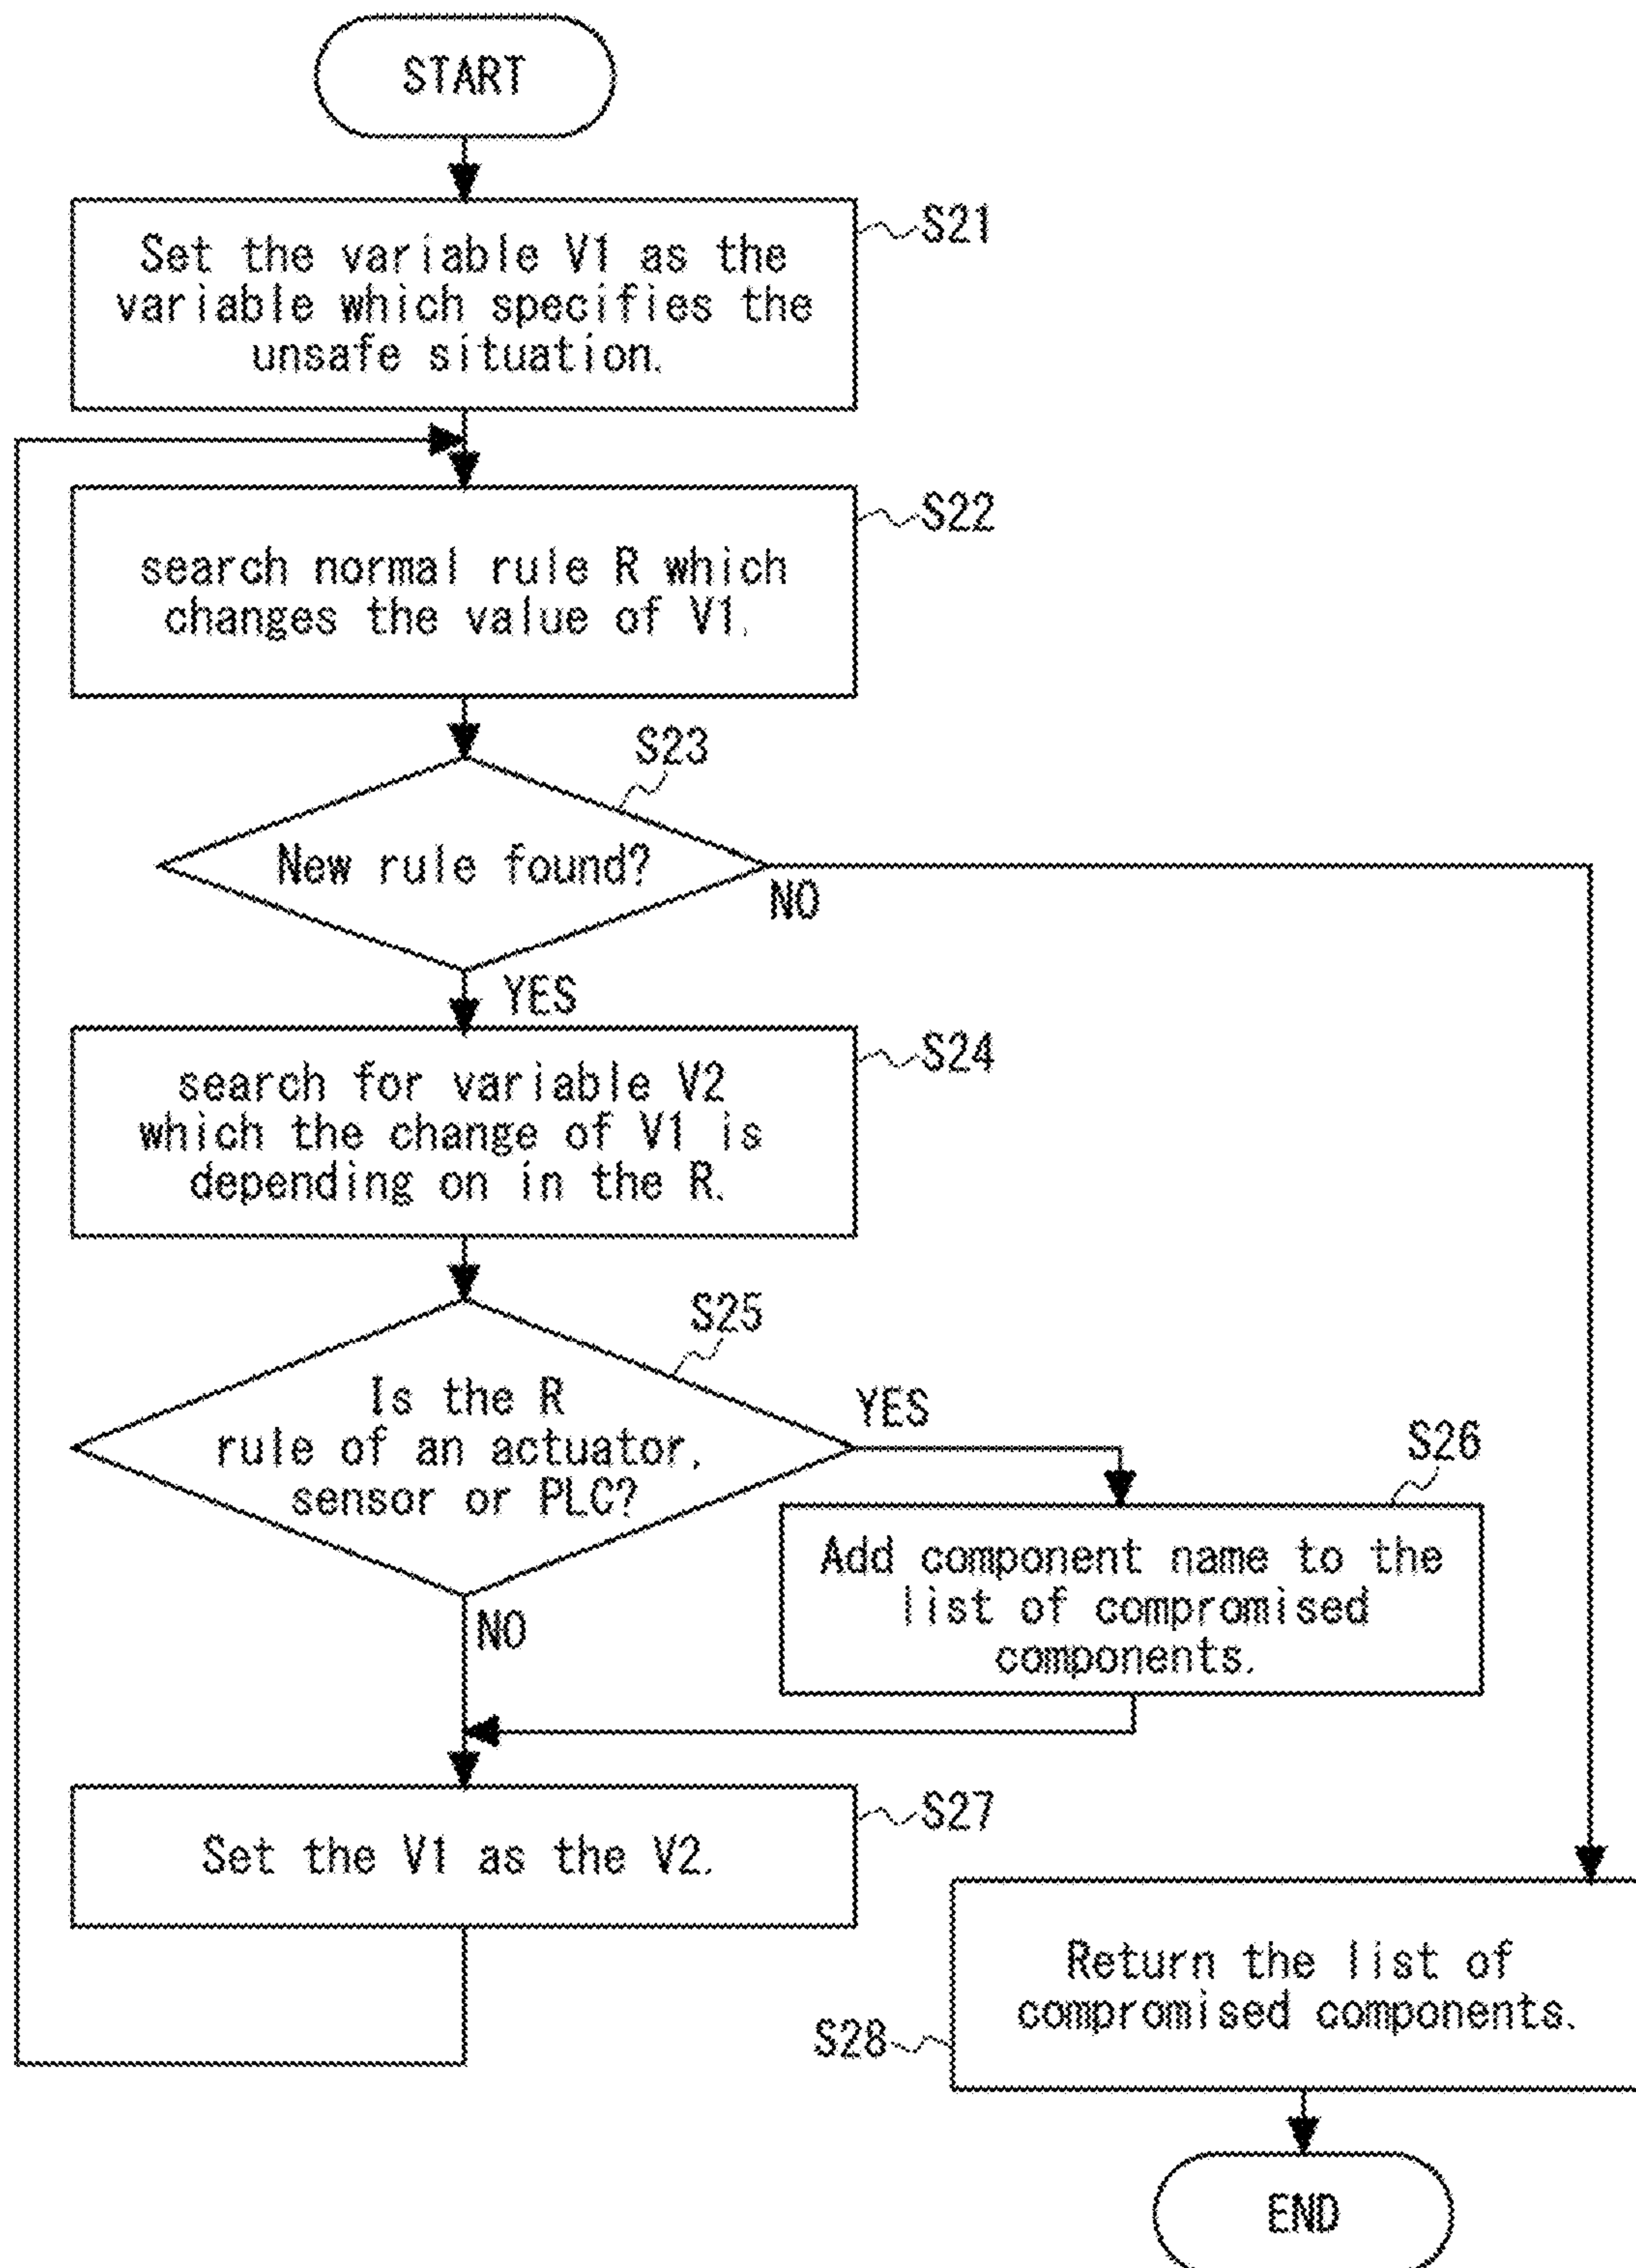 START
S21
Set the variable V1 as the
variable which specifies the
unsafe situation.
S22
search normal rule R which
changes the value of V1.
S23
New rule found?
NO
YES
S24
search for variable V2
which the change of V1 is
depending on in the R.
S25
Is the R
rule of an actuator,
sensor or PLC?
YES
NO
S26
Add component name to the
list of compromised
components.
S27
Set the V1 as the V2.
Return the list of
compromised components.
S28
END